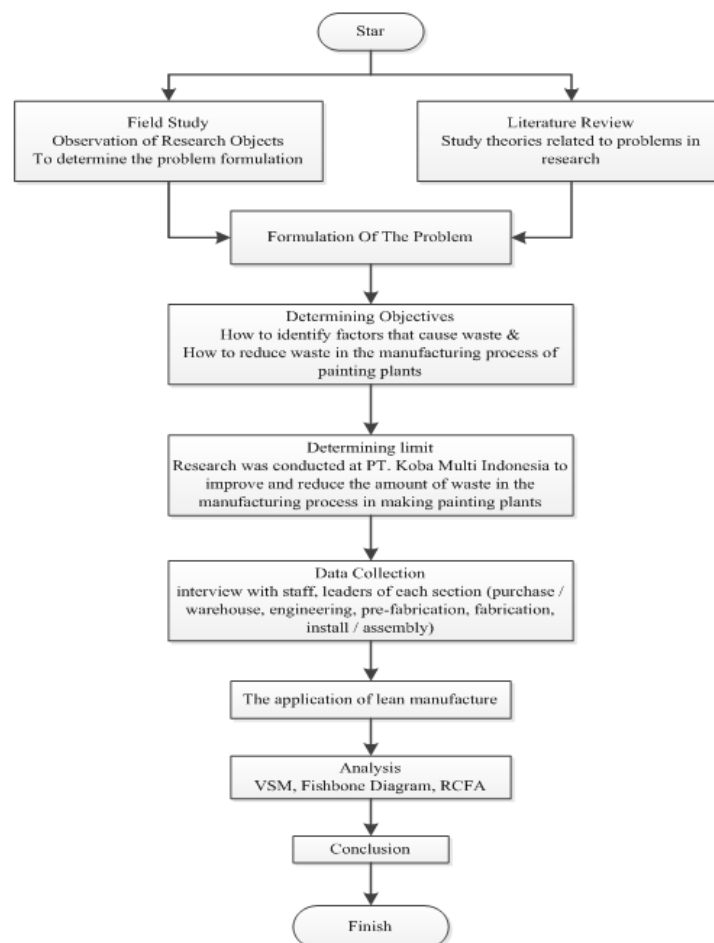 Star
Field Study
Observation of Research Objects
To determine the problem formulation
Literature Review
Study theories related to problems in
research
Formulation Of The Problem
Determining Objectives
How to identify factors that cause waste &
How to reduce waste in the manufacturing process of
painting plants
Determining limit
Research was conducted at PT. Koba Multi Indonesia to
improve and reduce the amount of waste in the
manufacturing process in making painting plants
Data Collection
interview with staff, leaders of each section (purchase /
warehouse, engineering, pre-fabrication, fabrication,
install / assembly)
The application of lean manufacture
Analysis
VSM, Fishbone Diagram, RCFA
Conclusion
Finish